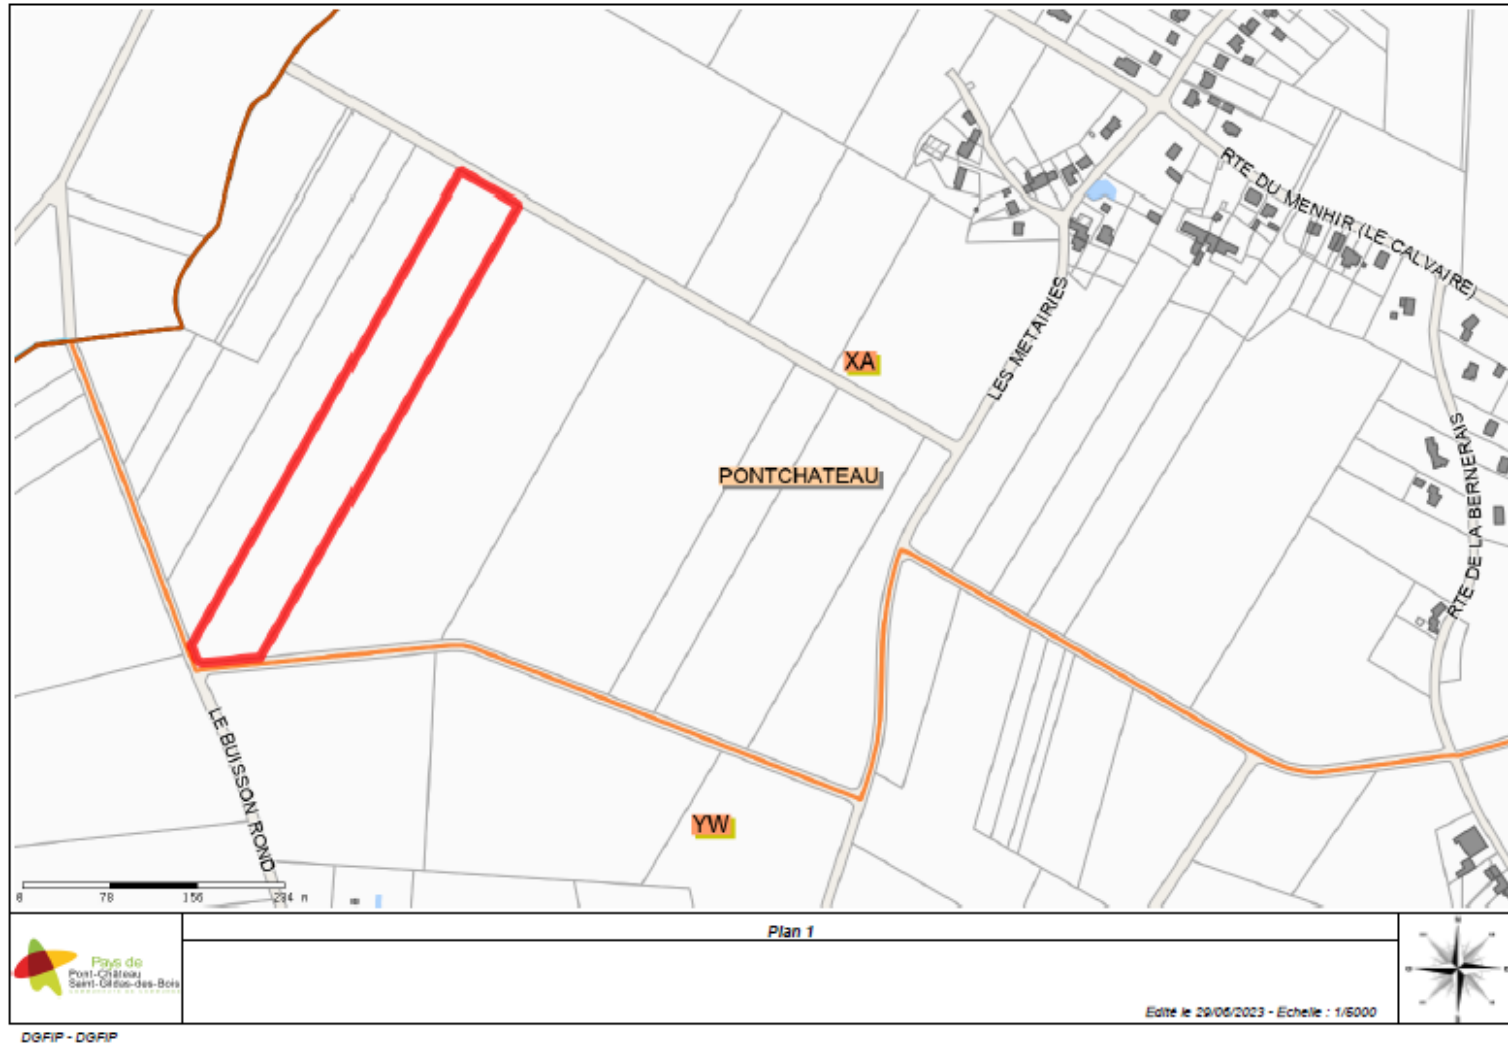 RTE DU MENHIR (LE CALVAIRE)
LES METAIRIES
XA
PONTCHATEAU
RTE DE LA BERNERAIS
LE BUISSON ROND
YW
0 78 156 234 m
Plan 1
Pays de
Pont-Château
Saint-Gildas-des-Bois
Edité le 29/06/2023 - Echelle : 1/6000
DGFIP - DGFIP